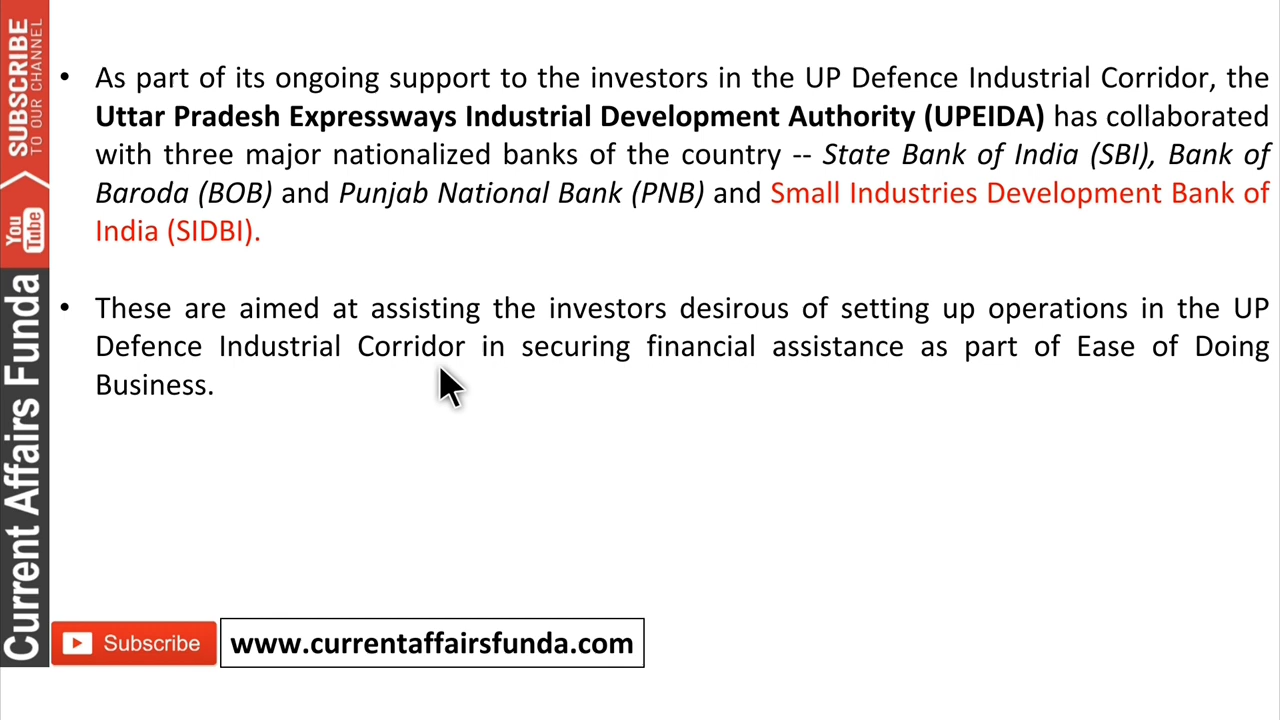 • As part of its ongoing support to the investors in the UP Defence Industrial Corridor, the
Uttar Pradesh Expressways Industrial Development Authority (UPEIDA) has collaborated
with three major nationalized banks of the country -- State Bank of India (SBI), Bank of
Baroda (BOB) and Punjab National Bank (PNB) and Small Industries Development Bank of
India (SIDBI).
• These are aimed at assisting the investors desirous of setting up operations in the UP
Defence Industrial Corridor in securing financial assistance as part of Ease of Doing
Business.
SUBSCRIBE
TO OUR CHANNEL
You
Tube
Current Affairs Funda
Subscribe
www.currentaffairsfunda.com